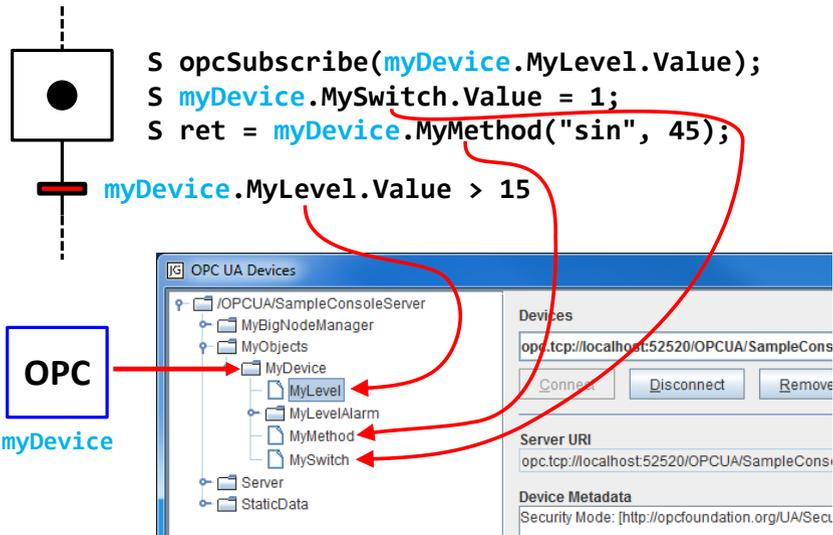 S opcSubscribe(myDevice.MyLevel.Value);
S myDevice.MySwitch.Value = 1;
S ret = myDevice.MyMethod("sin", 45);
myDevice.MyLevel.Value > 15
JG OPC UA Devices
/OPCUA/SampleConsoleServer
MyBigNodeManager
MyObjects
MyDevice
MyLevel
MyLevelAlarm
MyMethod
MySwitch
Server
StaticData
OPC
myDevice
Devices
opc.tcp://localhost:52520/OPCUA/SampleCons
Connect Disconnect Remove
Server URI
opc.tcp://localhost:52520/OPCUA/SampleConso
Device Metadata
Security Mode: [http://opcfoundation.org/UA/Secu